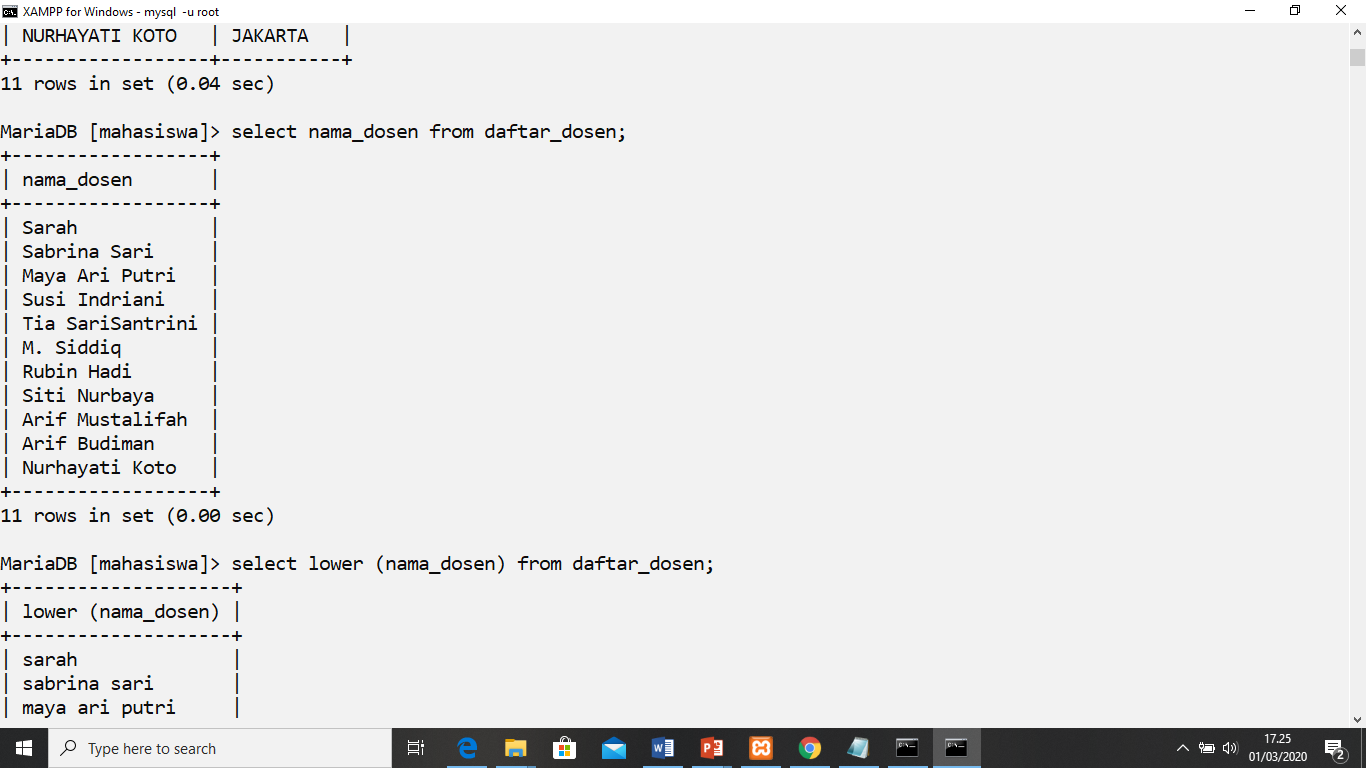 XAMPP for Windows - mysql -u root
| NURHAYATI KOTO   | JAKARTA   |
+------------------+-----------+
11 rows in set (0.04 sec)
MariaDB [mahasiswa]> select nama_dosen from daftar_dosen;
+------------------+
| nama_dosen       |
+------------------+
| Sarah            |
| Sabrina Sari     |
| Maya Ari Putri   |
| Susi Indriani    |
| Tia SariSantrini |
| M. Siddiq        |
| Rubin Hadi       |
| Siti Nurbaya     |
| Arif Mustalifah  |
| Arif Budiman     |
| Nurhayati Koto   |
+------------------+
11 rows in set (0.00 sec)
MariaDB [mahasiswa]> select lower (nama_dosen) from daftar_dosen;
+--------------------+
| lower (nama_dosen) |
+--------------------+
| sarah              |
| sabrina sari       |
| maya ari putri     |
Type here to search
17.25
01/03/2020
2